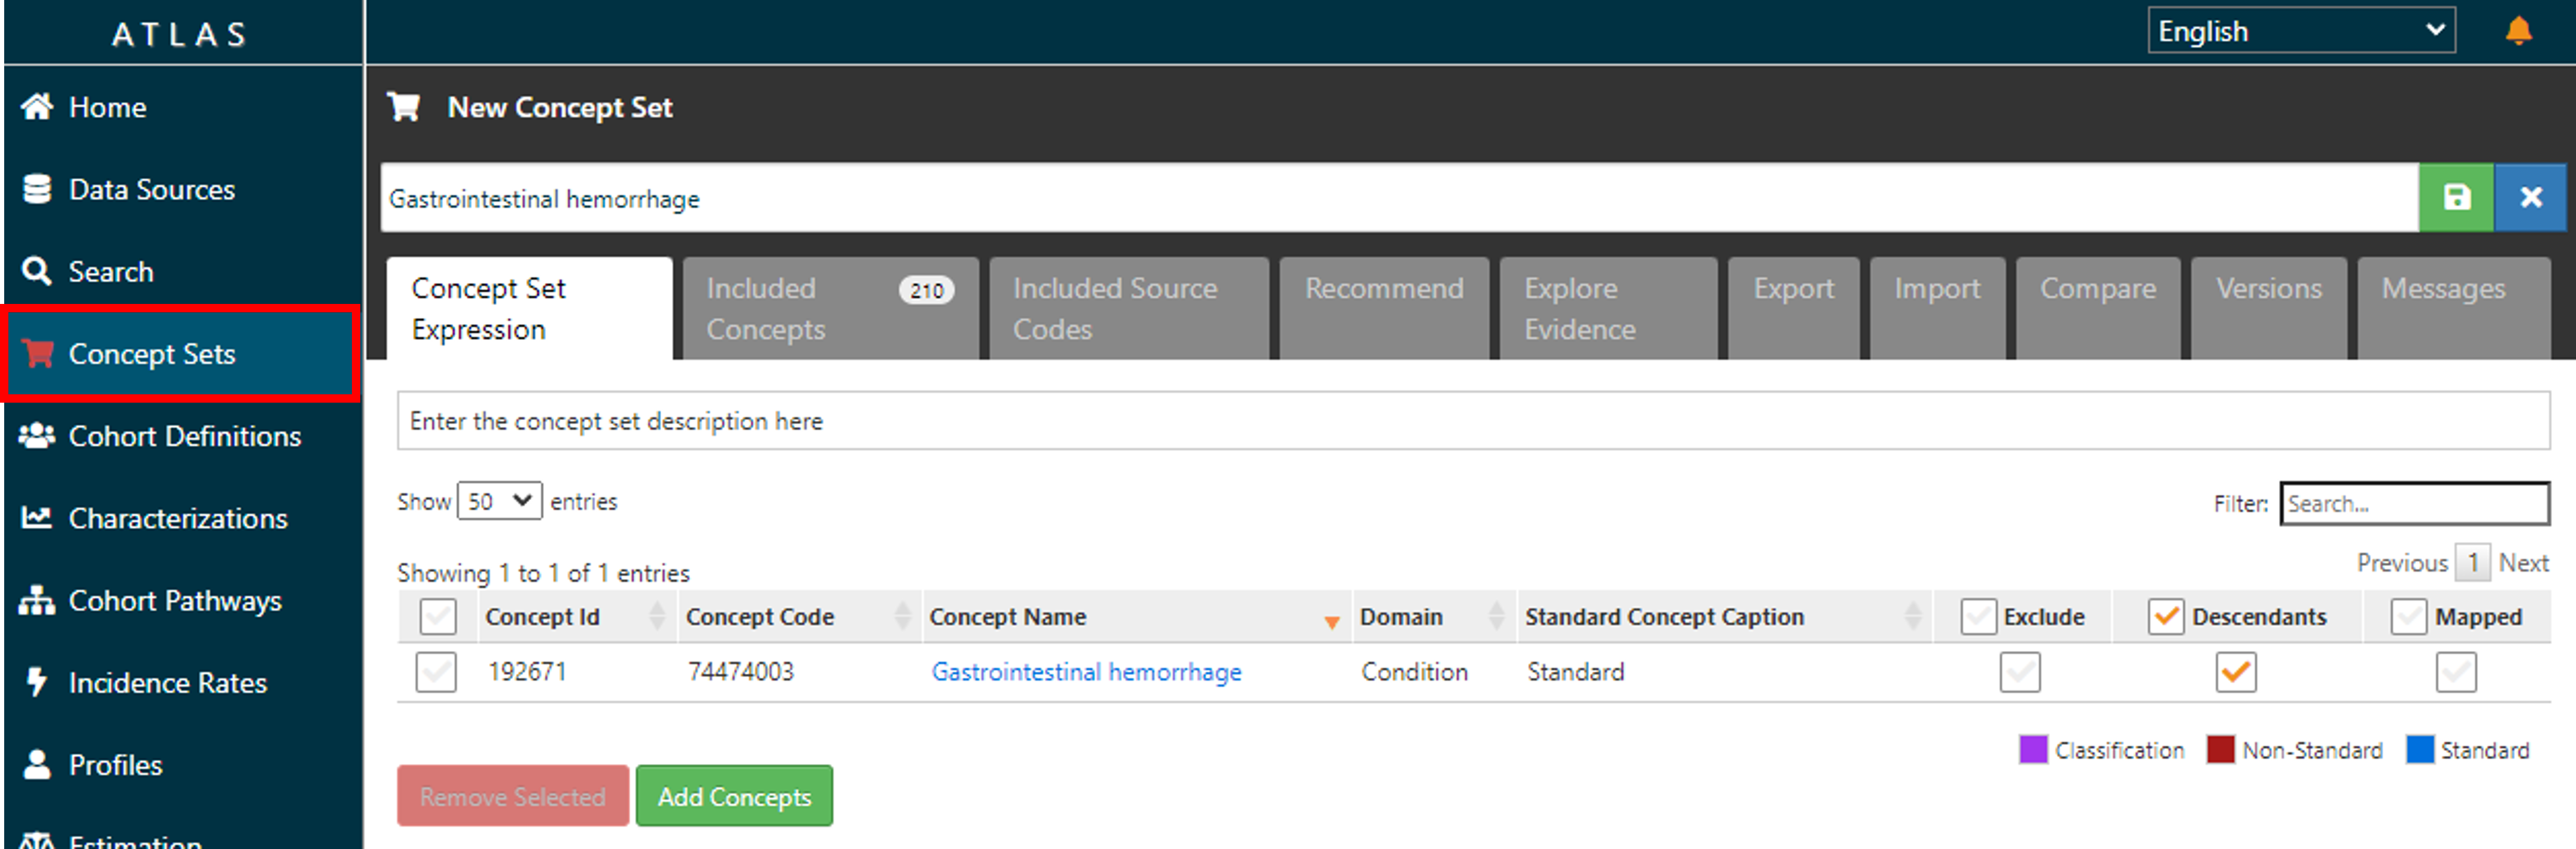 ATLAS
English
Home
Data Sources
Search
Concept Sets
Cohort Definitions
Characterizations
Cohort Pathways
Incidence Rates
Profiles
Estimation
New Concept Set
Gastrointestinal hemorrhage
Concept Set
Expression
Included
Concepts
210
Included Source
Codes
Recommend
Explore
Evidence
Export
Import
Compare
Versions
Messages
Enter the concept set description here
Show 50 entries
Filter: Search...
Showing 1 to 1 of 1 entries
Previous 1 Next
Concept Id Concept Code Concept Name Domain Standard Concept Caption Exclude Descendants Mapped
192671 74474003 Gastrointestinal hemorrhage Condition Standard
Classification Non-Standard Standard
Remove Selected Add Concepts